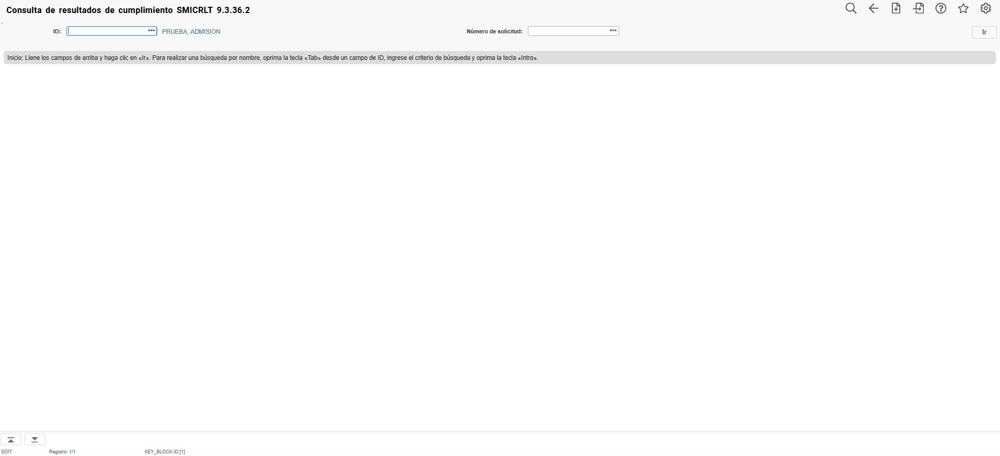 Consulta de resultados de cumplimiento SMICRLT 9.3.36.2
ID: ••• PRUEBA, ADMISION Número de solicitud: ••• Ir
Inicio: Llene los campos de arriba y haga clic en «Ir». Para realizar una búsqueda por nombre, oprima la tecla «Tab» desde un campo de ID, ingrese el criterio de búsqueda y oprima la tecla «Intro».
EDIT Registro: 1/1 KEY_BLOCK.ID [1]